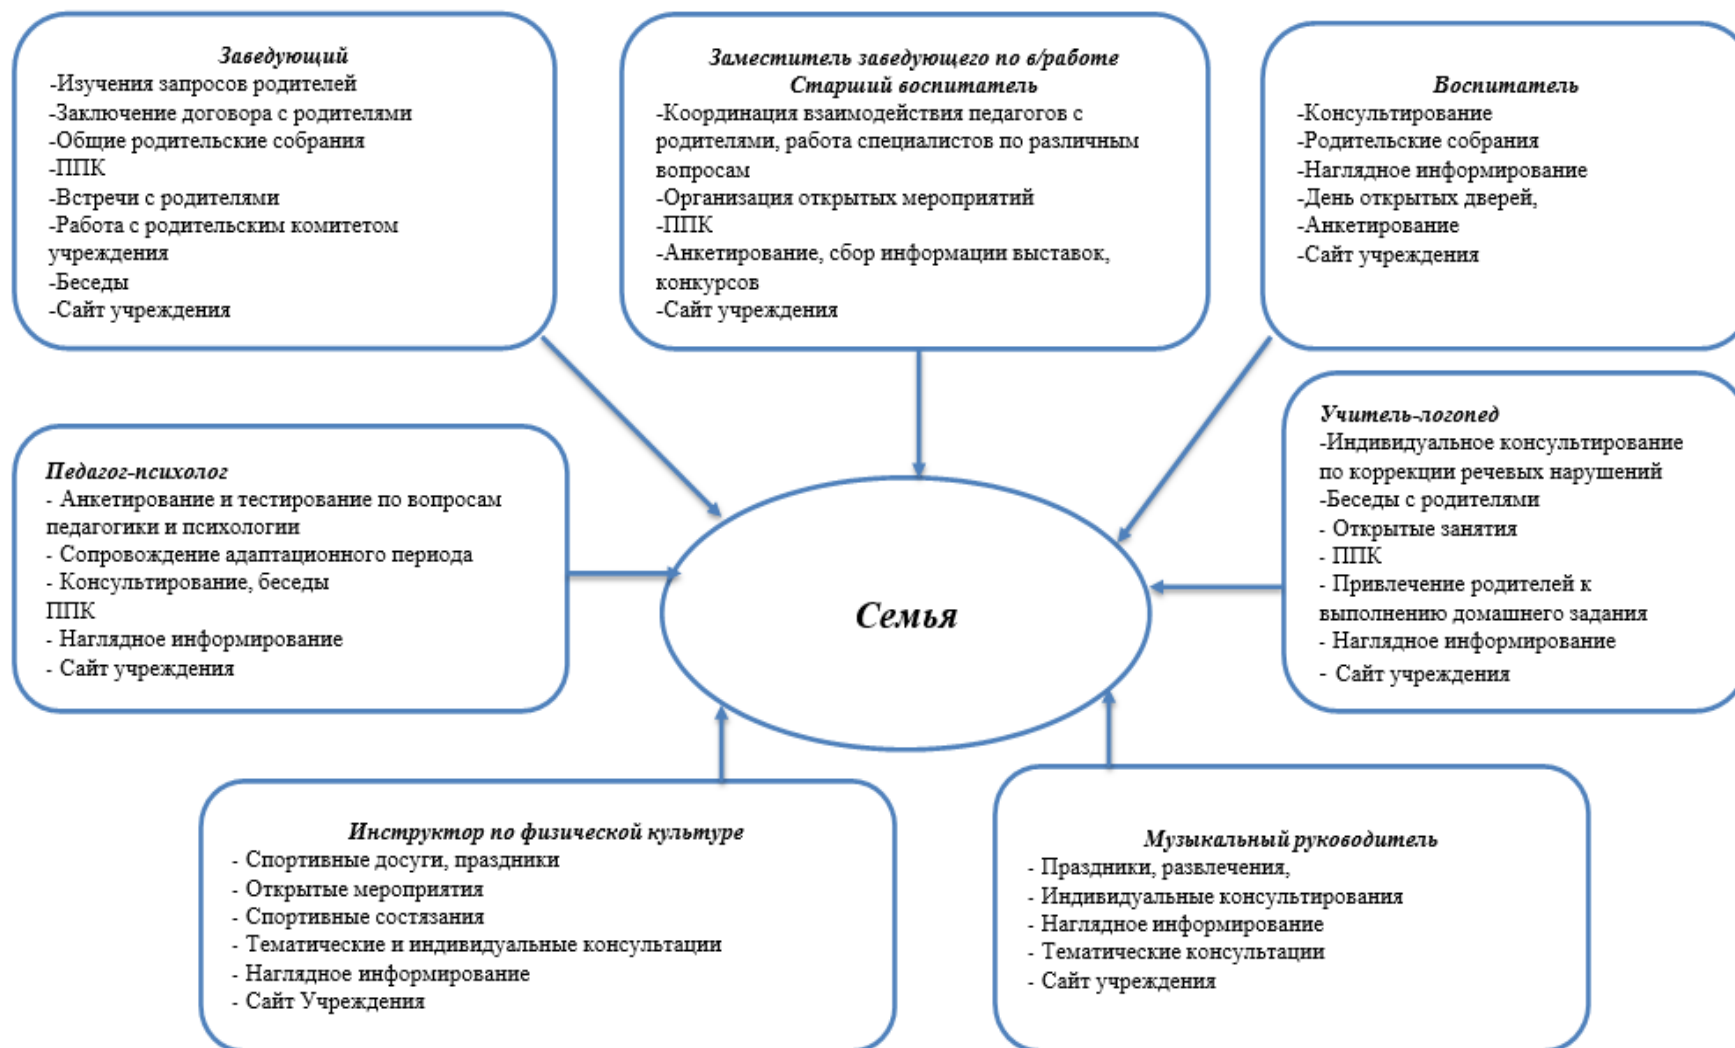 Заведующий
-Изучения запросов родителей
-Заключение договора с родителями
-Общие родительские собрания
-ППК
-Встречи с родителями
-Работа с родительским комитетом
учреждения
-Беседы
-Сайт учреждения
Заместитель заведующего по в/работе
Старший воспитатель
-Координация взаимодействия педагогов с
родителями, работа специалистов по различным
вопросам
-Организация открытых мероприятий
-ППК
-Анкетирование, сбор информации выставок,
конкурсов
-Сайт учреждения
Воспитатель
-Консультирование
-Родительские собрания
-Наглядное информирование
-День открытых дверей,
-Анкетирование
-Сайт учреждения
Педагог-психолог
- Анкетирование и тестирование по вопросам
педагогики и психологии
- Сопровождение адаптационного периода
- Консультирование, беседы
ППК
- Наглядное информирование
- Сайт учреждения
Семья
Учитель-логопед
-Индивидуальное консультирование
по коррекции речевых нарушений
-Беседы с родителями
- Открытые занятия
- ППК
- Привлечение родителей к
выполнению домашнего задания
- Наглядное информирование
- Сайт учреждения
Инструктор по физической культуре
- Спортивные досуги, праздники
- Открытые мероприятия
- Спортивные состязания
- Тематические и индивидуальные консультации
- Наглядное информирование
- Сайт Учреждения
Музыкальный руководитель
- Праздники, развлечения,
- Индивидуальные консультирования
- Наглядное информирование
- Тематические консультации
- Сайт учреждения